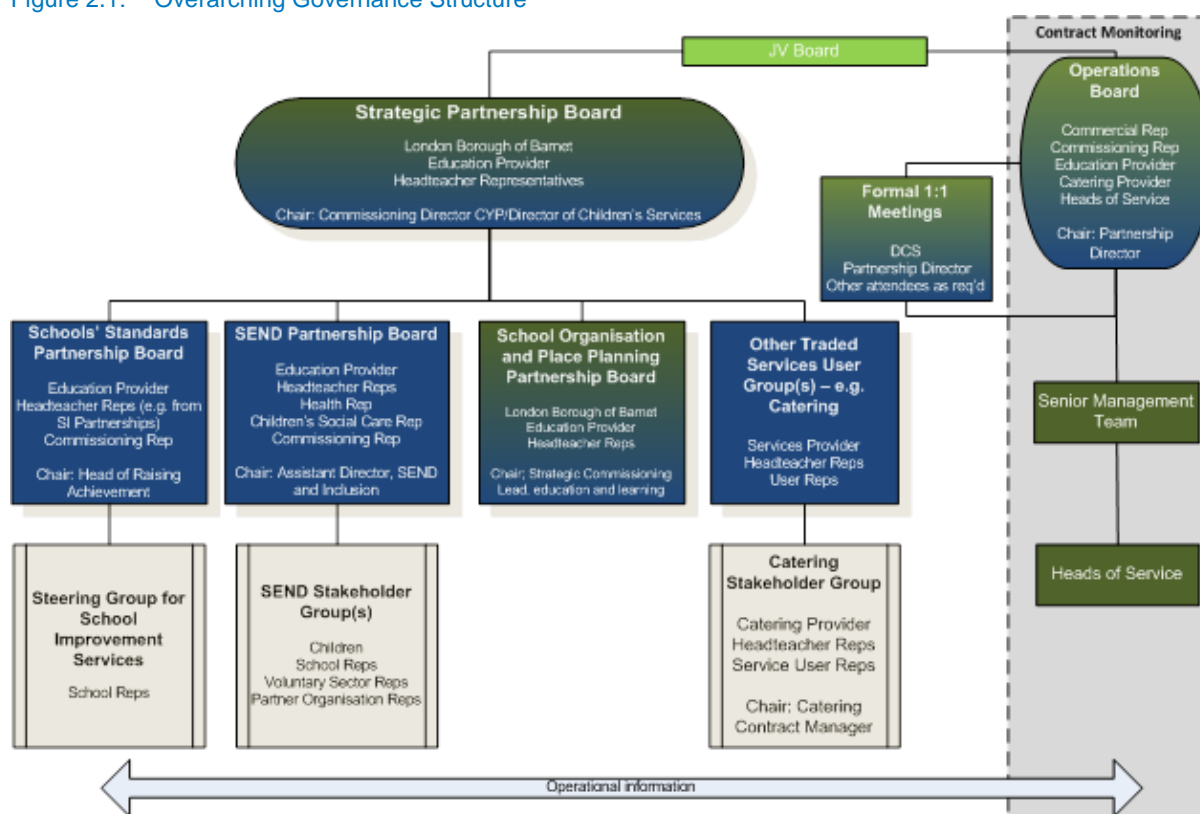 Figure 2.1: Overarching Governance Structure
JV Board
Contract Monitoring
Strategic Partnership Board
London Borough of Barnet
Education Provider
Headteacher Representatives
Chair: Commissioning Director CYP/Director of Children's Services
Operations
Board
Commercial Rep
Commissioning Rep
Education Provider
Catering Provider
Heads of Service
Chair: Partnership
Director
Formal 1:1
Meetings
DCS
Partnership Director
Other attendees as req'd
Schools' Standards
Partnership Board
Education Provider
Headteacher Reps (e.g. from
SI Partnerships)
Commissioning Rep
Chair: Head of Raising
Achievement
SEND Partnership Board
Education Provider
Headteacher Reps
Health Rep
Children's Social Care Rep
Commissioning Rep
Chair: Assistant Director, SEND
and Inclusion
School Organisation
and Place Planning
Partnership Board
London Borough of Barnet
Education Provider
Headteacher Reps
Chair; Strategic Commissioning
Lead, education and learning
Other Traded
Services User
Group(s) – e.g.
Catering
Services Provider
Headteacher Reps
User Reps
Senior Management
Team
Steering Group for
School
Improvement
Services
School Reps
SEND Stakeholder
Group(s)
Children
School Reps
Voluntary Sector Reps
Partner Organisation Reps
Catering
Stakeholder Group
Catering Provider
Headteacher Reps
Service User Reps
Chair: Catering
Contract Manager
Heads of Service
Operational information